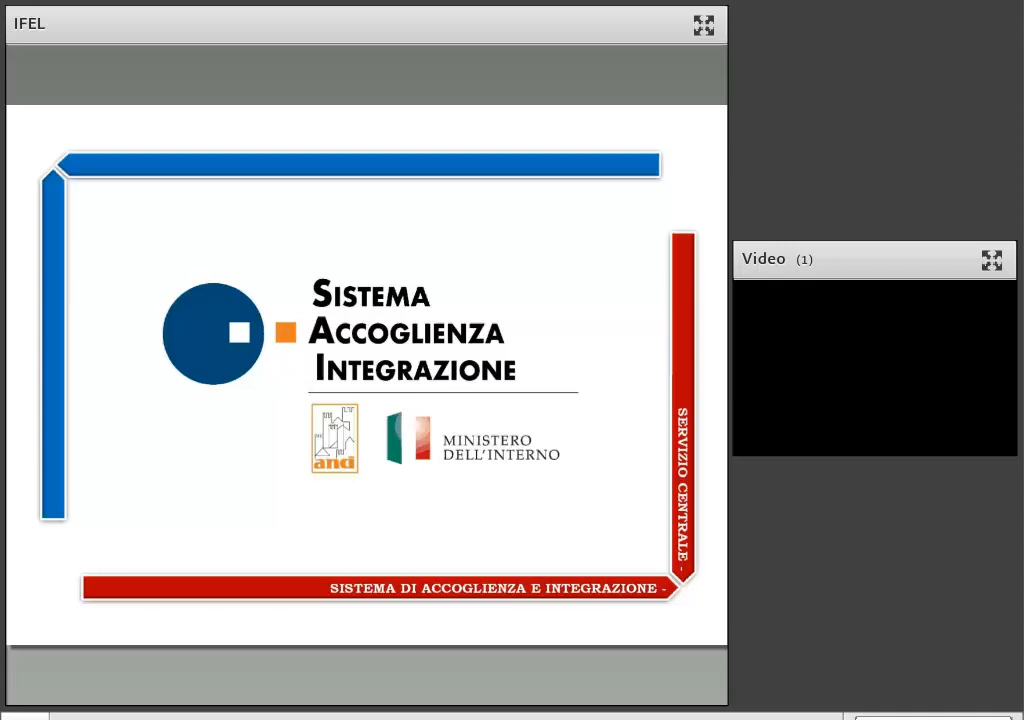 IFEL
Video (1)
SISTEMA
ACCOGLIENZA
INTEGRAZIONE
anci
MINISTERO
DELL'INTERNO
SERVIZIO CENTRALE -
SISTEMA DI ACCOGLIENZA E INTEGRAZIONE -